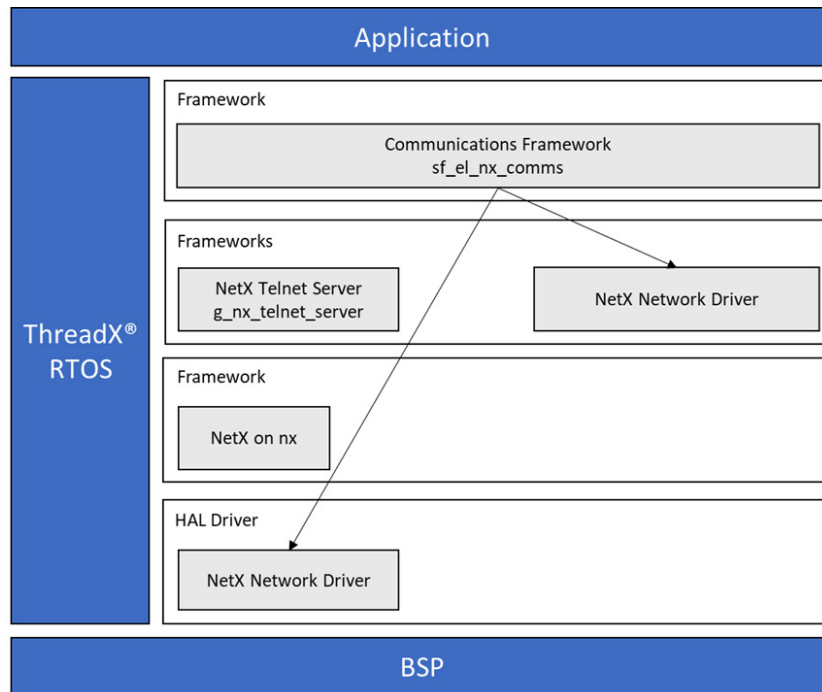 Application
ThreadX®
RTOS
Framework
Communications Framework
sf_el_nx_comms
Frameworks
NetX Telnet Server
g_nx_telnet_server
NetX Network Driver
Framework
NetX on nx
HAL Driver
NetX Network Driver
BSP